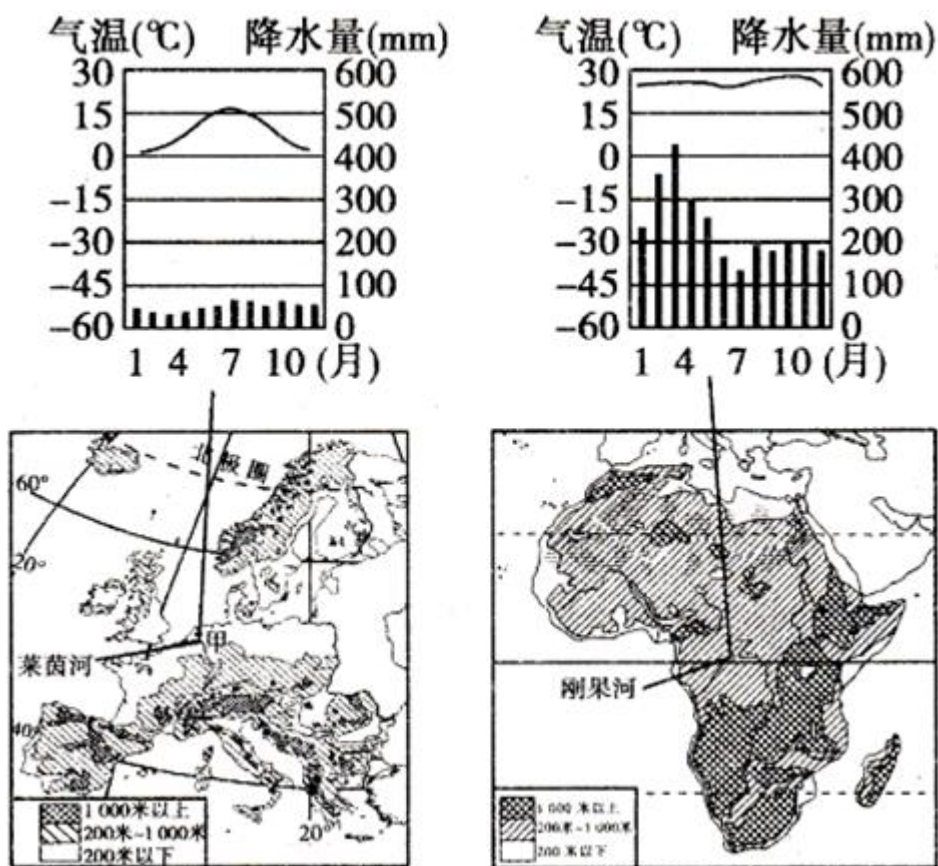 气温(℃) 降水量(mm)
30 600
15 500
0 400
-15 300
-30 200
-45 100
-60 0
1 4 7 10 (月)
气温(℃) 降水量(mm)
30 600
15 500
0 400
-15 300
-30 200
-45 100
-60 0
1 4 7 10 (月)
北极圈
60°
20°
甲
莱茵河
40°
1 000米以上
200米~1 000米
200米以下
20°
乙
刚果河
1 000米以上
200米~1 000米
200米以下